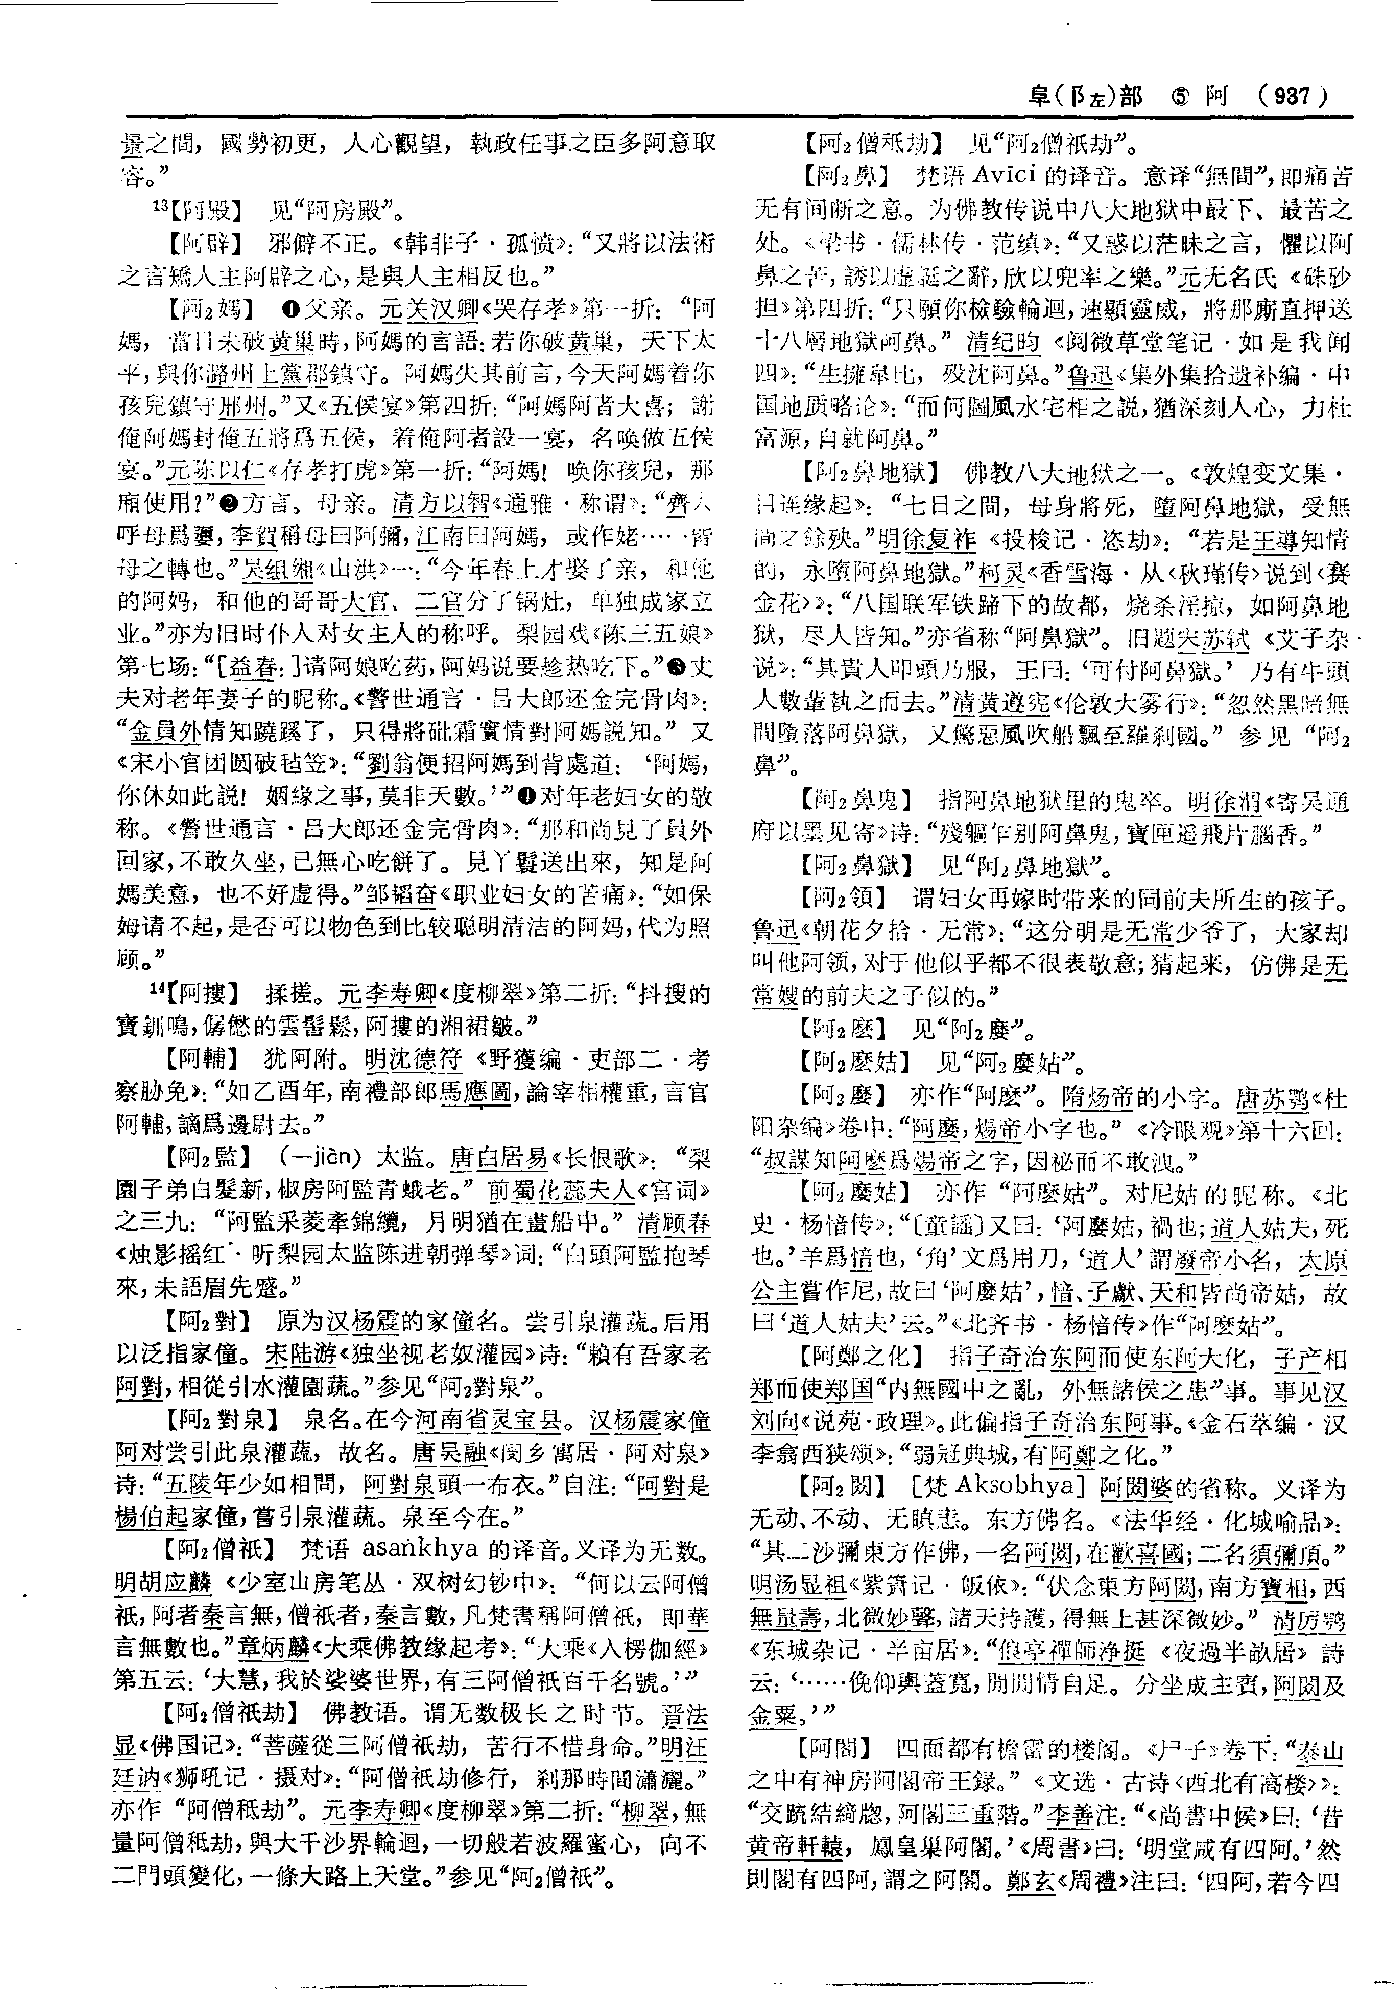 阜(阝左)部 ⑤ 阿 (937)
景之間，國勢初更，人心觀望，執政任事之臣多阿意取
容。”
13【阿殿】 见“阿房殿”。
【阿辟】 邪僻不正。《韩非子·孤愤》：“又將以法術
之言矯人主阿辟之心，是與人主相反也。”
【阿2媽】 ❶父亲。元关汉卿《哭存孝》第一折：“阿
媽，當日未破黄巢時，阿媽的言語：若你破黄巢，天下太
平，與你潞州上黨郡鎮守。阿媽失其前言，今天阿媽着你
孩兒鎮守邢州。”又《五侯宴》第四折：“阿媽阿者大喜；謝
俺阿媽封俺五將爲五侯，着俺阿者設一宴，名唤做五侯
宴。”元陈以仁《存孝打虎》第一折：“阿媽！唤你孩兒，那
厢使用？”❷方言。母亲。清方以智《通雅·称谓》：“齊人
呼母爲㜷，李賀稱母曰阿㜷，江南曰阿媽，或作姥……皆
母之轉也。”吴组缃《山洪》一：“今年春上才娶了亲，和他
的阿妈，和他的哥哥大官、二官分了锅灶，单独成家立
业。”亦为旧时仆人对女主人的称呼。梨园戏《陈三五娘》
第七场：“[益春：]请阿娘吃药，阿妈说要趁热吃下。”❸丈
夫对老年妻子的昵称。《警世通言·吕大郎还金完骨肉》：
“金員外情知蹺蹊了，只得將砒霜實情對阿媽説知。”又
《宋小官团圆破毡笠》：“劉翁便招阿媽到背處道：‘阿媽，
你休如此説！姻緣之事，莫非天數。’”❹对年老妇女的敬
称。《警世通言·吕大郎还金完骨肉》：“那和尚見了員外
回家，不敢久坐，已無心吃餅了。見丫鬟送出來，知是阿
媽美意，也不好虚得。”邹韬奋《职业妇女的苦痛》：“如保
姆请不起，是否可以物色到比较聪明清洁的阿妈，代为照
顾。”
14【阿摟】 揉搓。元李寿卿《度柳翠》第二折：“抖搜的
寶釧鳴，僝僽的雲髻鬆，阿摟的湘裙皺。”
【阿輔】 犹阿附。明沈德符《野獲编·吏部二·考
察胁免》：“如乙酉年，南禮部郎馬應圖，論宰相權重，言官
阿輔，謫爲邊尉去。”
【阿2監】 (—jiàn) 太监。唐白居易《长恨歌》：“梨
園子弟白髮新，椒房阿監青蛾老。”前蜀花蕊夫人《宫词》
之三九：“阿監采菱牽錦纜，月明猶在畫船中。”清顾春
《烛影摇红·听梨园太监陈进朝弹琴》词：“白頭阿監抱琴
來，未語眉先蹙。”
【阿2對】 原为汉杨震的家僮名。尝引泉灌蔬。后用
以泛指家僮。宋陆游《独坐视老奴灌园》诗：“賴有吾家老
阿對，相從引水灌園蔬。”参见“阿2對泉”。
【阿2對泉】 泉名。在今河南省灵宝县。汉杨震家僮
阿对尝引此泉灌蔬，故名。唐吴融《阌乡寓居·阿对泉》
诗：“五陵年少如相問，阿對泉頭一布衣。”自注：“阿對是
楊伯起家僮，嘗引泉灌蔬。泉至今在。”
【阿2僧祇】 梵语 asaṅkhya 的译音。义译为无数。
明胡应麟《少室山房笔丛·双树幻钞中》：“何以云阿僧
祇，阿者秦言無，僧祇者，秦言數，凡梵書稱阿僧祇，即華
言無數也。”章炳麟《大乘佛教缘起考》：“大乘《入楞伽經》
第五云：‘大慧，我於娑婆世界，有三阿僧祇百千名號。’”
【阿2僧祇劫】 佛教语。谓无数极长之时节。晋法
显《佛国记》：“菩薩從三阿僧祇劫，苦行不惜身命。”明汪
廷讷《狮吼记·摄对》：“阿僧祇劫修行，刹那時間瀟灑。”
亦作“阿僧秖劫”。元李寿卿《度柳翠》第二折：“柳翠，無
量阿僧秖劫，與大千沙界輪迴，一切般若波羅蜜心，向不
二門頭變化，一條大路上天堂。”参见“阿2僧祇”。
【阿2僧秖劫】 见“阿2僧祇劫”。
【阿2鼻】 梵语 Avici 的译音。意译“無間”，即痛苦
无有间断之意。为佛教传说中八大地狱中最下、最苦之
处。《梁书·儒林传·范缜》：“又惑以茫昧之言，懼以阿
鼻之苦，誘以虚誕之辭，欣以兜率之樂。”元无名氏《硃砂
担》第四折：“只願你檢驗輪迴，速顯靈威，將那厮直押送
十八層地獄阿鼻。”清纪昀《阅微草堂笔记·如是我闻
四》：“生擁皋比，殁沈阿鼻。”鲁迅《集外集拾遗补编·中
国地质略论》：“而何圖風水宅相之説，猶深刻人心，力杜
富源，自就阿鼻。”
【阿2鼻地獄】 佛教八大地狱之一。《敦煌变文集·
目连缘起》：“七日之間，母身將死，墮阿鼻地獄，受無
間之餘殃。”明徐复祚《投梭记·恣劫》：“若是王導知情
的，永墮阿鼻地獄。”柯灵《香雪海·从〈秋瑾传〉说到〈赛
金花〉》：“八国联军铁蹄下的故都，烧杀淫掠，如阿鼻地
狱，尽人皆知。”亦省称“阿鼻獄”。旧题宋苏轼《艾子杂
说》：“其貴人叩頭乃服，王曰：‘可付阿鼻獄。’乃有牛頭
人數輩執之而去。”清黄遵宪《伦敦大雾行》：“忽然黑暗無
間墮落阿鼻獄，又驚惡風吹船飄至羅刹國。”参见“阿2
鼻”。
【阿2鼻鬼】 指阿鼻地狱里的鬼卒。明徐渭《寄吴通
府以墨见寄》诗：“殘軀乍别阿鼻鬼，寶匣遥飛片腦香。”
【阿2鼻獄】 见“阿2鼻地獄”。
【阿2領】 谓妇女再嫁时带来的同前夫所生的孩子。
鲁迅《朝花夕拾·无常》：“这分明是无常少爷了，大家却
叫他阿领，对于他似乎都不很表敬意；猜起来，仿佛是无
常嫂的前夫之子似的。”
【阿2麽】 见“阿2麼”。
【阿2麽姑】 见“阿2麼姑”。
【阿2麼】 亦作“阿麽”。隋炀帝的小字。唐苏鹗《杜
阳杂编》卷中：“阿麼，煬帝小字也。”《冷眼观》第十六回：
“叔謀知阿麽爲煬帝之字，因祕而不敢洩。”
【阿2麼姑】 亦作“阿麽姑”。对尼姑的昵称。《北
史·杨愔传》：“〔童謡〕又曰：‘阿麼姑，禍也；道人姑夫，死
也。’羊爲愔也，‘角’文爲用刀，‘道人’謂廢帝小名，太原
公主嘗作尼，故曰‘阿麼姑’，愔、子獻、天和皆尚帝姑，故
曰‘道人姑夫’云。”《北齐书·杨愔传》作“阿麽姑”。
【阿鄭之化】 指子奇治东阿而使东阿大化，子产相
郑而使郑国“内無國中之亂，外無諸侯之患”事。事见汉
刘向《说苑·政理》。此偏指子奇治东阿事。《金石萃编·汉
李翕西狭颂》：“弱冠典城，有阿鄭之化。”
【阿2閦】 [梵 Aksobhya] 阿閦婆的省称。义译为
无动、不动、无瞋恚。东方佛名。《法华经·化城喻品》：
“其二沙彌東方作佛，一名阿閦，在歡喜國；二名須彌頂。”
明汤显祖《紫箫记·皈依》：“伏念東方阿閦，南方寶相，西
無量壽，北微妙聲，諸天持護，得無上甚深微妙。”清厉鹗
《东城杂记·半亩居》：“俍亭禪師浄挺《夜過半畝居》詩
云：‘……俛仰輿蓋寬，閒閒情自足。分坐成主賓，阿閦及
金粟。’”
【阿閣】 四面都有檐霤的楼阁。《尸子》卷下：“泰山
之中有神房阿閣帝王録。”《文选·古诗〈西北有高楼〉》：
“交疏結綺牕，阿閣三重階。”李善注：“《尚書中候》曰：‘昔
黄帝軒轅，鳳皇巢阿閣。’《周書》曰：‘明堂咸有四阿。’然
則閣有四阿，謂之阿閣。鄭玄《周禮》注曰：‘四阿，若今四